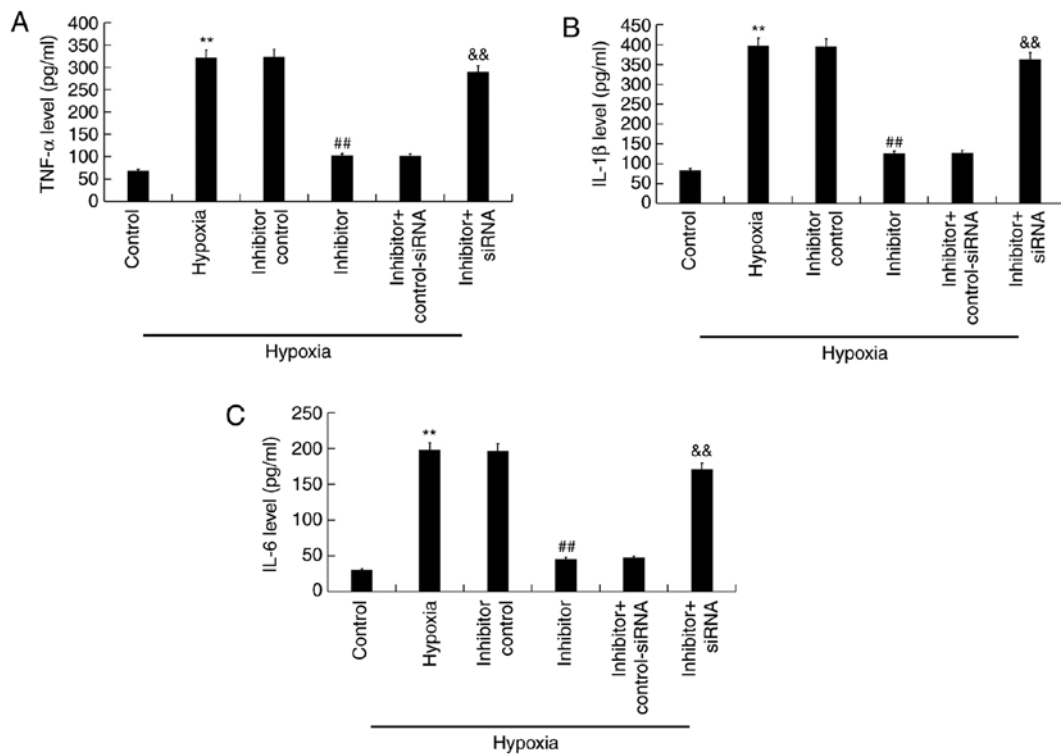 A
TNF-α level (pg/ml)
400
350
300
250
200
150
100
50
0
**
##
&&
Control
Hypoxia
Inhibitor
control
Inhibitor
Inhibitor+
control-siRNA
Inhibitor+
siRNA
Hypoxia
B
IL-1β level (pg/ml)
450
400
350
300
250
200
150
100
50
0
**
##
&&
Control
Hypoxia
Inhibitor
control
Inhibitor
Inhibitor+
control-siRNA
Inhibitor+
siRNA
Hypoxia
C
IL-6 level (pg/ml)
250
200
150
100
50
0
**
##
&&
Control
Hypoxia
Inhibitor
control
Inhibitor
Inhibitor+
control-siRNA
Inhibitor+
siRNA
Hypoxia